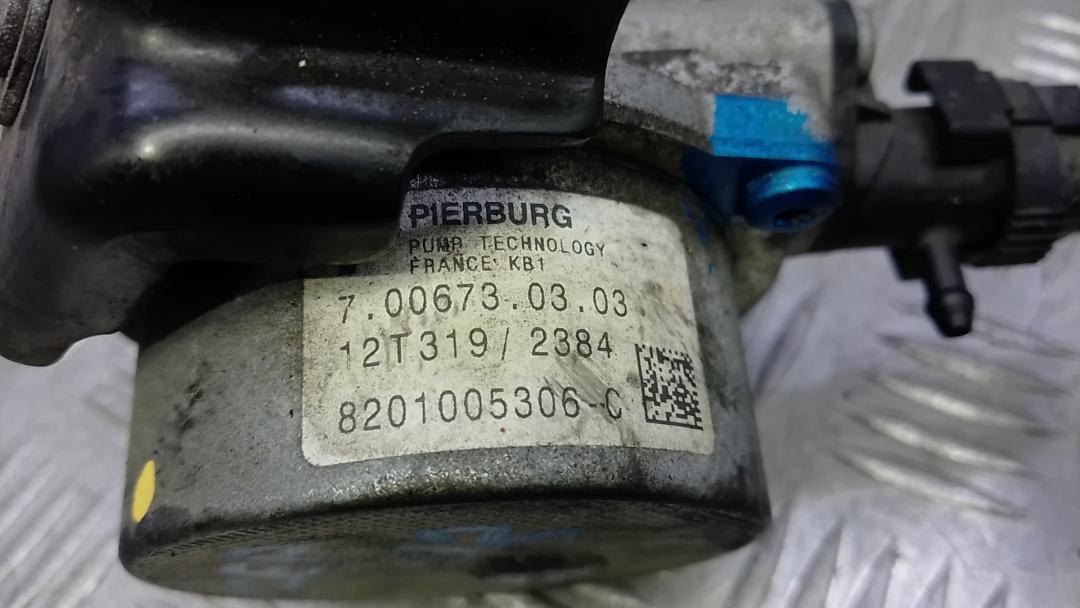 PIERBURG
PUMP TECHNOLOGY
FRANCE KB1
7.00673.03.03
12T319/2384
8201005306-C